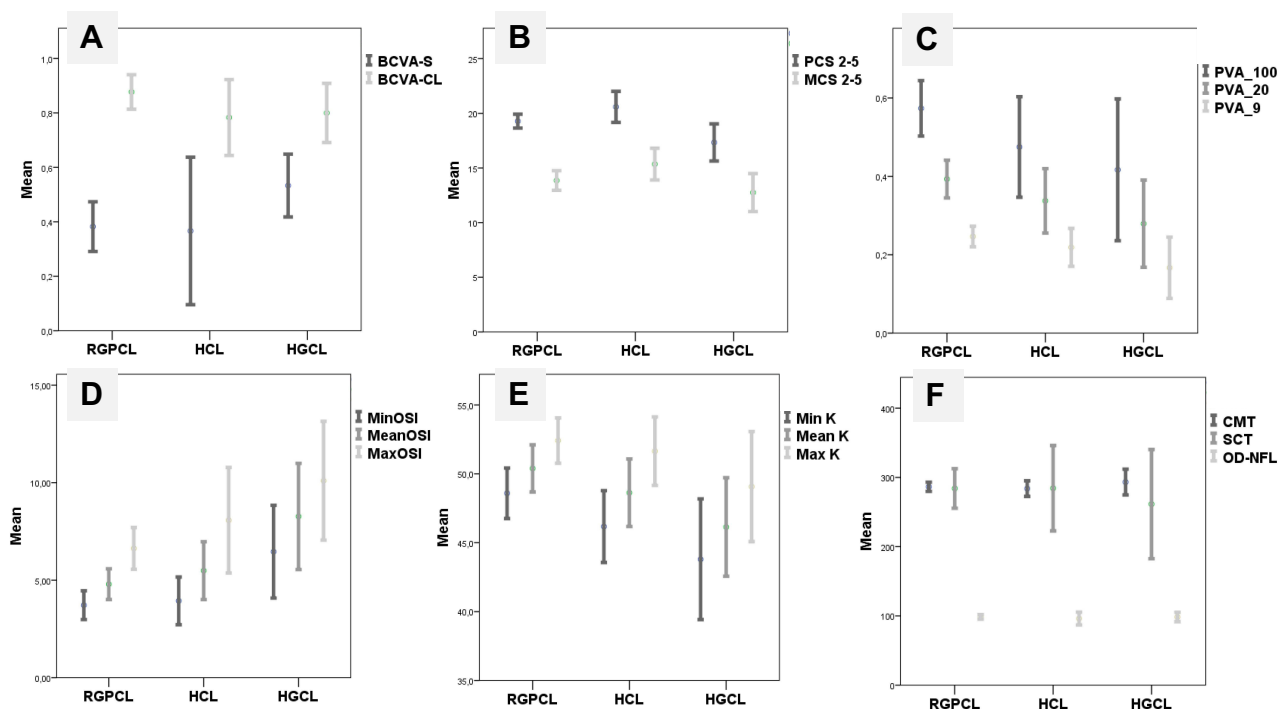 A
Mean
1,0
0,8
0,6
0,4
0,2
0,0
RGPCL HCL HGCL
BCVA-S
BCVA-CL
B
Mean
25
20
15
10
5
0
RGPCL HCL HGCL
PCS 2-5
MCS 2-5
C
Mean
0,6
0,4
0,2
0,0
RGPCL HCL HGCL
PVA_100
PVA_20
PVA_9
D
Mean
15,00
10,00
5,00
0,00
RGPCL HCL HGCL
MinOSI
MeanOSI
MaxOSI
E
Mean
55,0
50,0
45,0
40,0
35,0
RGPCL HCL HGCL
Min K
Mean K
Max K
F
Mean
400
300
200
100
0
RGPCL HCL HGCL
CMT
SCT
OD-NFL